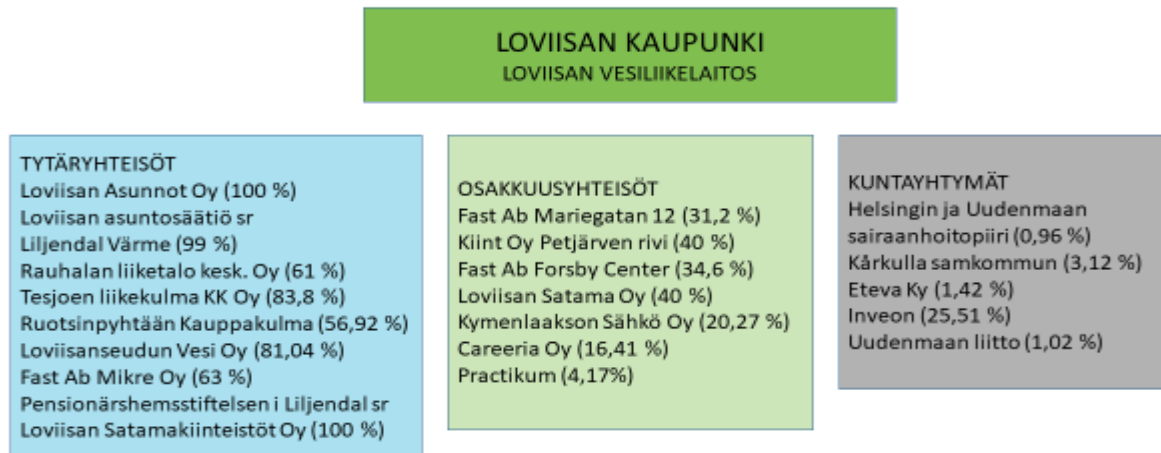 LOVIISAN KAUPUNKI
LOVIISAN VESILIIKELAITOS
TYTÄRYHTEISÖT
Loviisan Asunnot Oy (100 %)
Loviisan asuntosäätiö sr
Liljendal Värme (99 %)
Rauhalan liiketalo kesk. Oy (61 %)
Tesjoen liikekulma KK Oy (83,8 %)
Ruotsinpyhtään Kauppakulma (56,92 %)
Loviisanseudun Vesi Oy (81,04 %)
Fast Ab Mikre Oy (63 %)
Pensionärshemsstiftelsen i Liljendal sr
Loviisan Satamakiinteistöt Oy (100 %)
OSAKKUUSYHTEISÖT
Fast Ab Mariegatan 12 (31,2 %)
Kiint Oy Petjärven rivi (40 %)
Fast Ab Forsby Center (34,6 %)
Loviisan Satama Oy (40 %)
Kymenlaakson Sähkö Oy (20,27 %)
Careeria Oy (16,41 %)
Practikum (4,17%)
KUNTAYHTYMÄT
Helsingin ja Uudenmaan
sairaanhoitopiiri (0,96 %)
Kårkulla samkommun (3,12 %)
Eteva Ky (1,42 %)
Inveon (25,51 %)
Uudenmaan liitto (1,02 %)